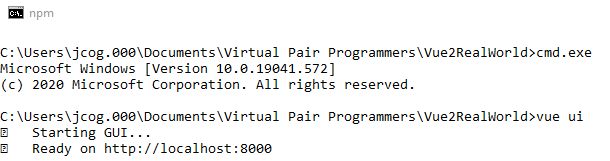 npm
C:\Users\jcog.000\Documents\Virtual Pair Programmers\Vue2RealWorld>cmd.exe
Microsoft Windows [Version 10.0.19041.572]
(c) 2020 Microsoft Corporation. All rights reserved.
C:\Users\jcog.000\Documents\Virtual Pair Programmers\Vue2RealWorld>vue ui
Starting GUI...
Ready on http://localhost:8000